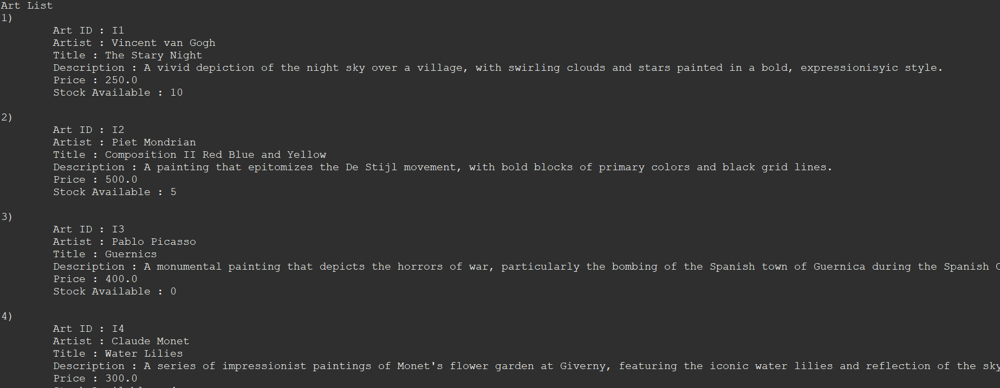 Art List
1)
Art ID : I1
Artist : Vincent van Gogh
Title : The Stary Night
Description : A vivid depiction of the night sky over a village, with swirling clouds and stars painted in a bold, expressionisyic style.
Price : 250.0
Stock Available : 10
2)
Art ID : I2
Artist : Piet Mondrian
Title : Composition II Red Blue and Yellow
Description : A painting that epitomizes the De Stijl movement, with bold blocks of primary colors and black grid lines.
Price : 500.0
Stock Available : 5
3)
Art ID : I3
Artist : Pablo Picasso
Title : Guernics
Description : A monumental painting that depicts the horrors of war, particularly the bombing of the Spanish town of Guernica during the Spanish
Price : 400.0
Stock Available : 0
4)
Art ID : I4
Artist : Claude Monet
Title : Water Lilies
Description : A series of impressionist paintings of Monet's flower garden at Giverny, featuring the iconic water lilies and reflection of the sky
Price : 300.0